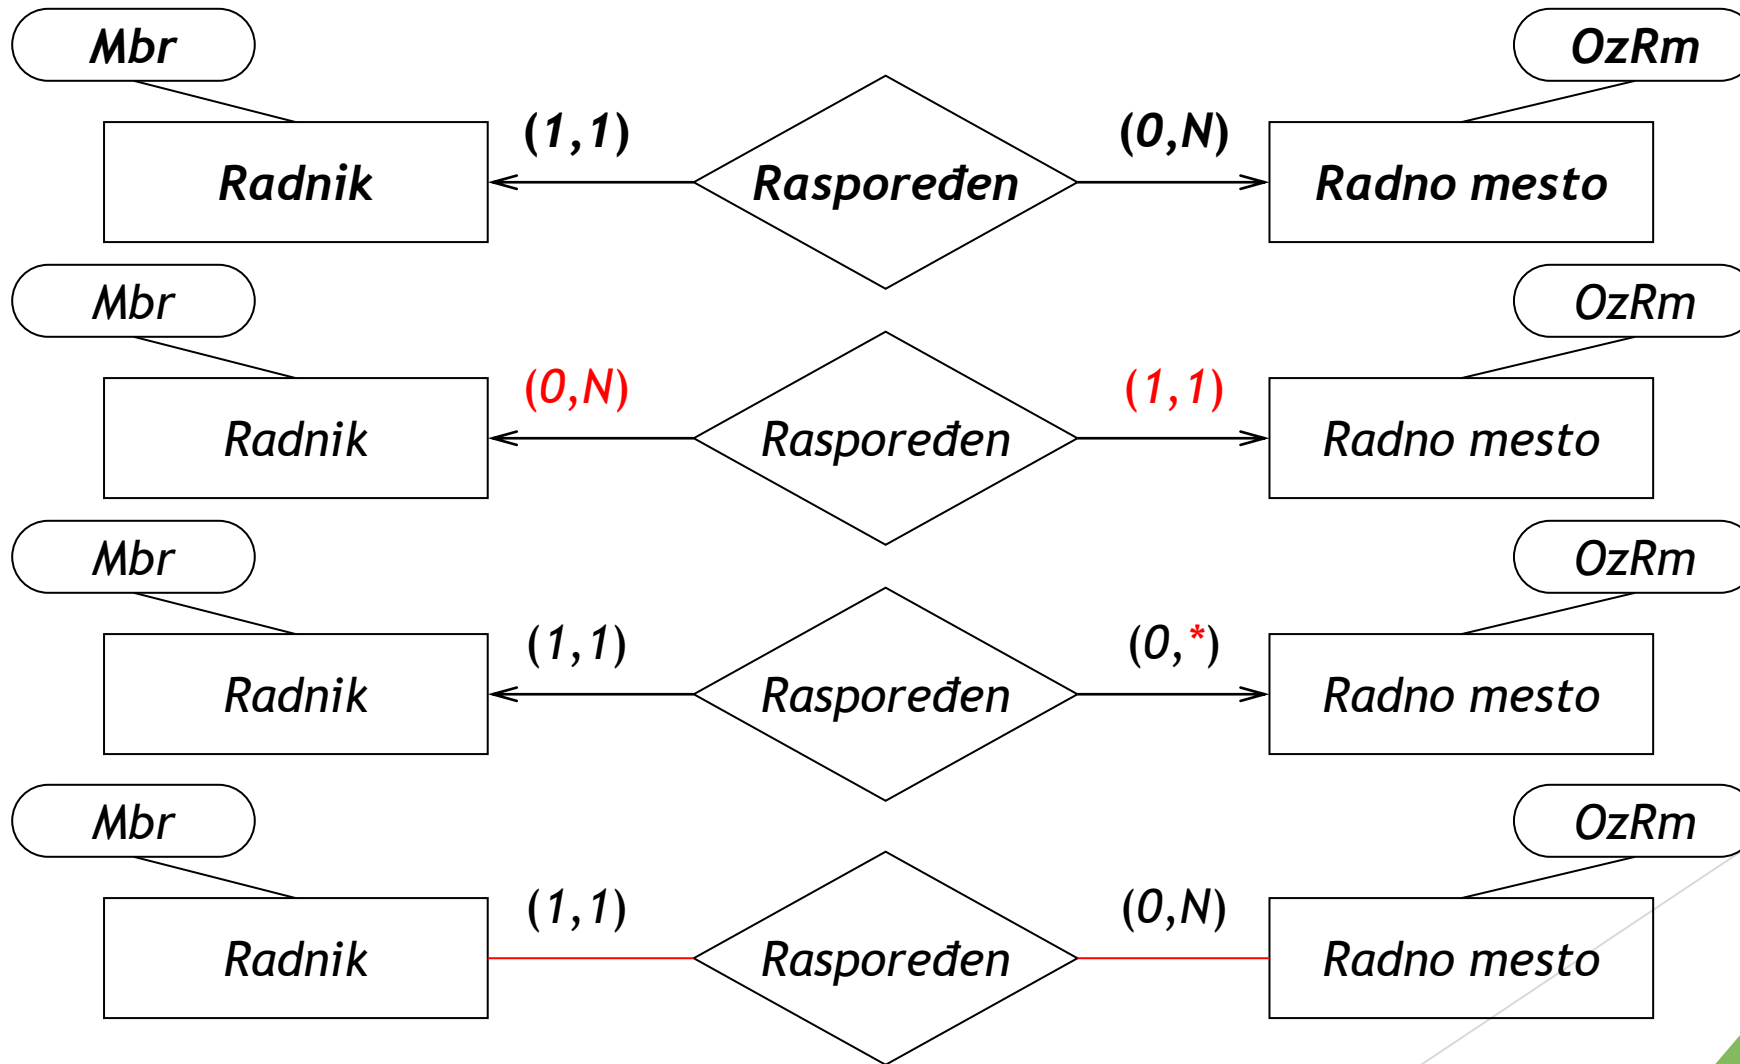 Mbr
OzRm
(1,1)
(0,N)
Radnik
Raspoređen
Radno mesto
Mbr
OzRm
(0,N)
(1,1)
Radnik
Raspoređen
Radno mesto
Mbr
OzRm
(1,1)
(0,*)
Radnik
Raspoređen
Radno mesto
Mbr
OzRm
(1,1)
(0,N)
Radnik
Raspoređen
Radno mesto